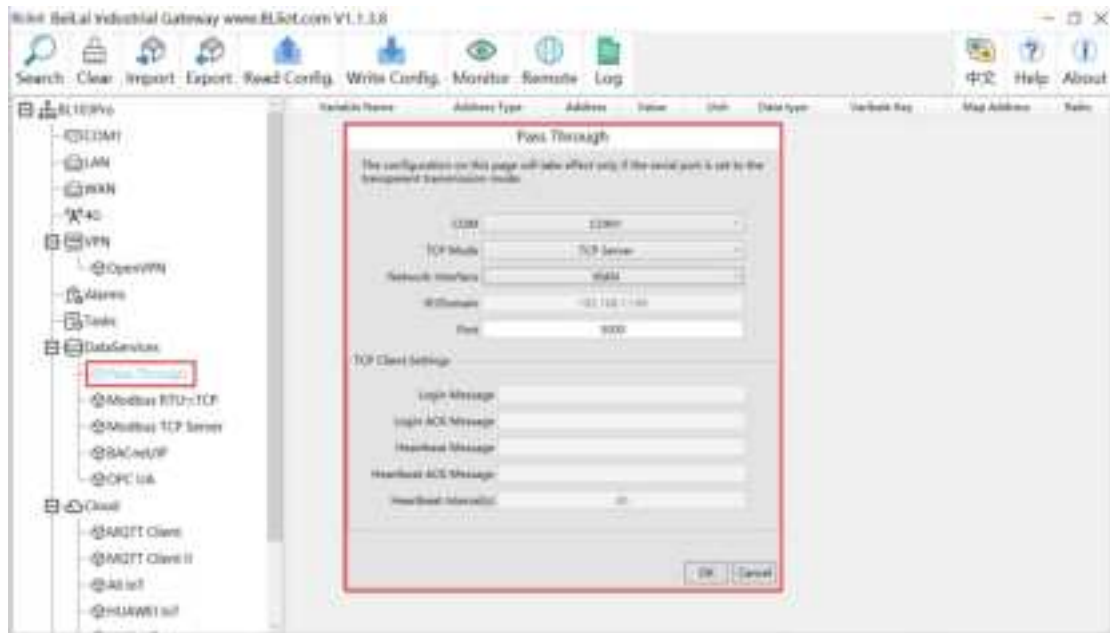 BeiLai Industrial Gateway www.BLiiot.com V1.1.3.8
Search Clear Import Export Read Config. Write Config. Monitor Remote Log 中文 Help About
Variable Name Address Type Address Value Unit Data type Map Address
BL103Pro
COM1
LAN
WAN
4G
VPN
OpenVPN
Alarms
Tasks
DataServices
Pass Through
Modbus RTU
Modbus TCP Server
BACnet/IP
OPC UA
Cloud
MQTT Client
MQTT Client II
Ali IoT
HUAWEI IoT
Pass Through
The configuration on this page will take effect only if the serial port is set to the
transparent transmission mode.
COM COM1
TCP Mode TCP Server
Network Interface WAN
IP/Domain
Port
TCP Client Settings
Login Message
Login ACK Message
Heartbeat Message
Heartbeat ACK Message
Heartbeat Interval(s)
OK Cancel